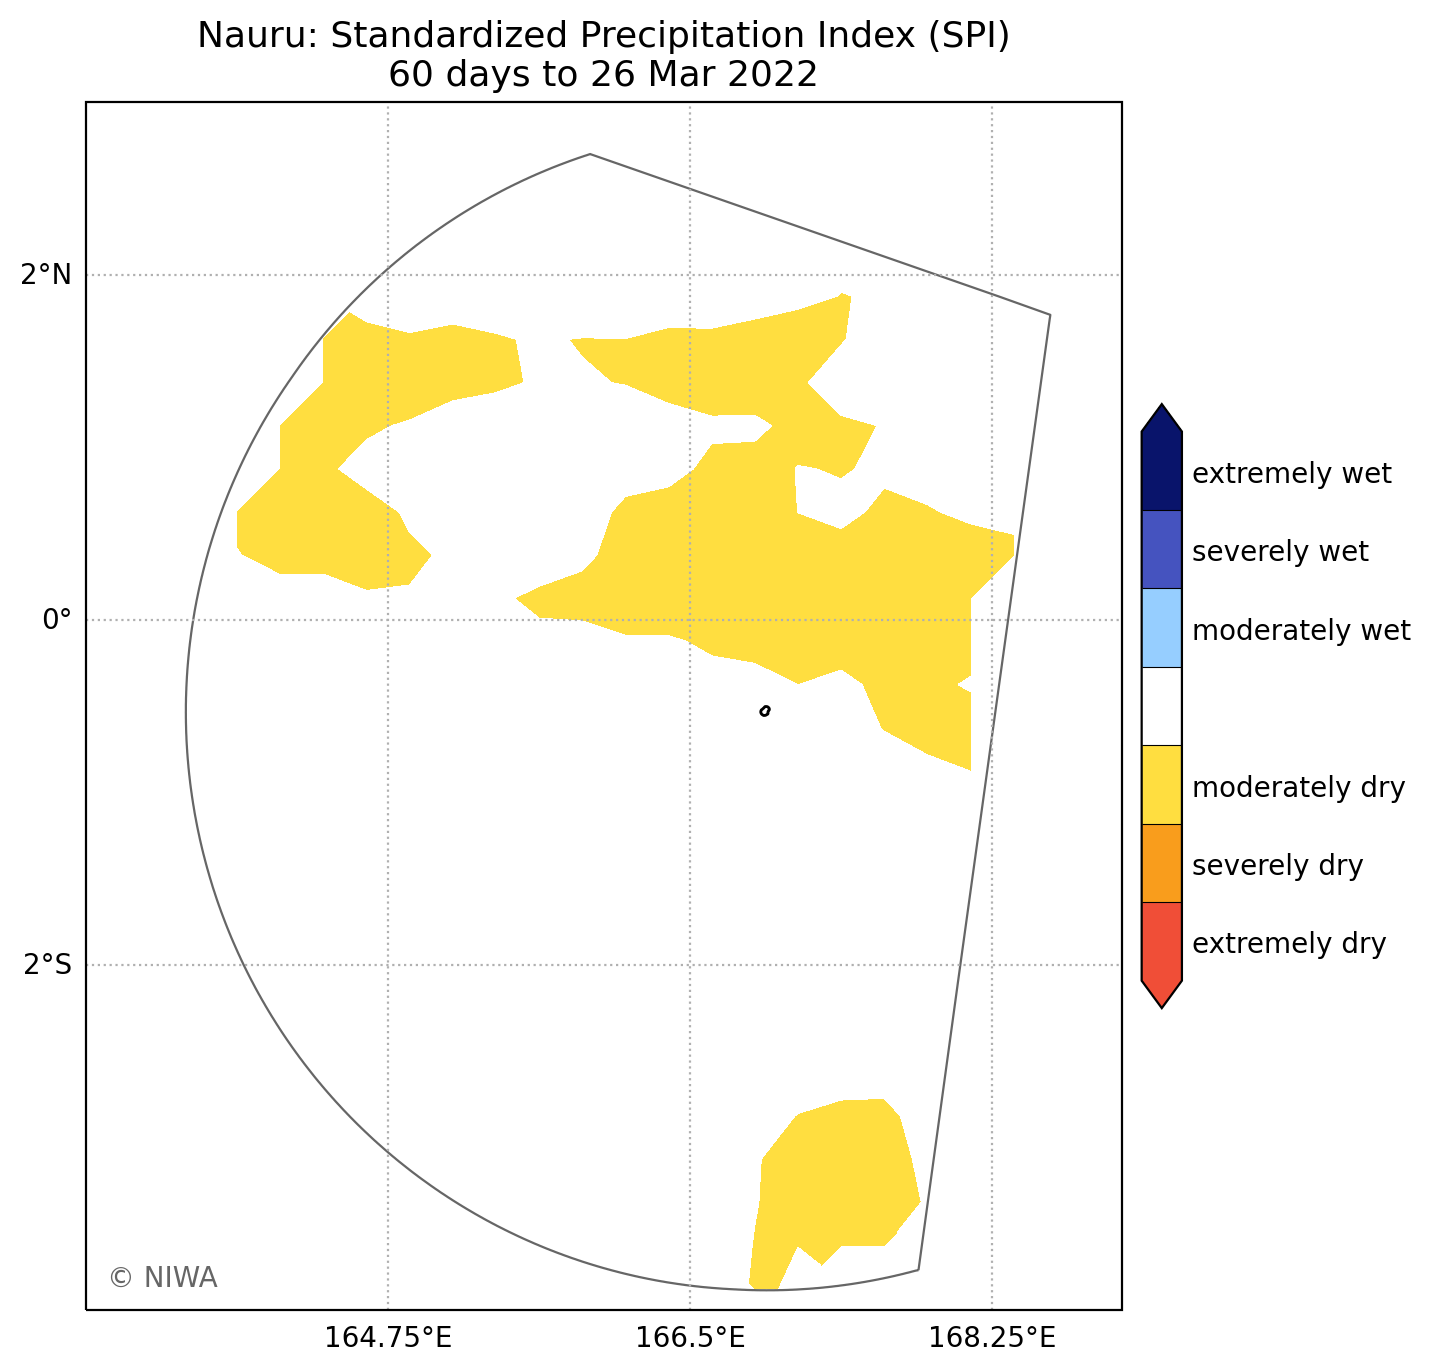 Nauru: Standardized Precipitation Index (SPI)
60 days to 26 Mar 2022
2°N
0°
2°S
164.75°E
166.5°E
168.25°E
extremely wet
severely wet
moderately wet
moderately dry
severely dry
extremely dry
© NIWA